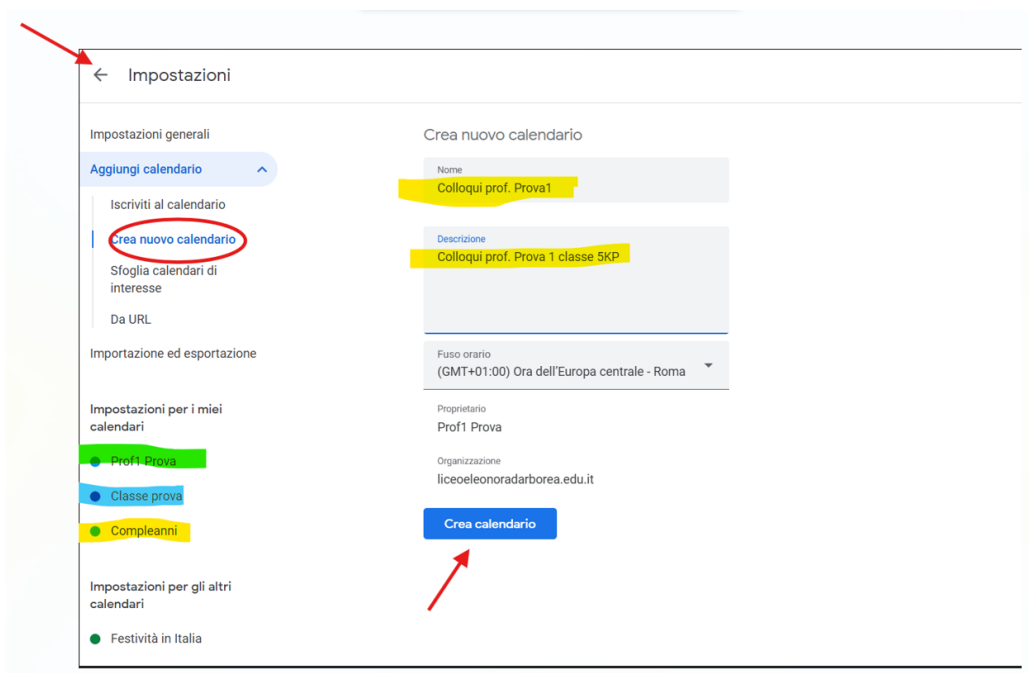 Impostazioni
Impostazioni generali
Aggiungi calendario
Iscriviti al calendario
Crea nuovo calendario
Sfoglia calendari di
interesse
Da URL
Importazione ed esportazione
Impostazioni per i miei
calendari
Prof1 Prova
Classe prova
Compleanni
Impostazioni per gli altri
calendari
Festività in Italia
Crea nuovo calendario
Nome
Colloqui prof. Prova1
Descrizione
Colloqui prof. Prova 1 classe 5KP
Fuso orario
(GMT+01:00) Ora dell'Europa centrale - Roma
Proprietario
Prof1 Prova
Organizzazione
liceoeleonoradarborea.edu.it
Crea calendario